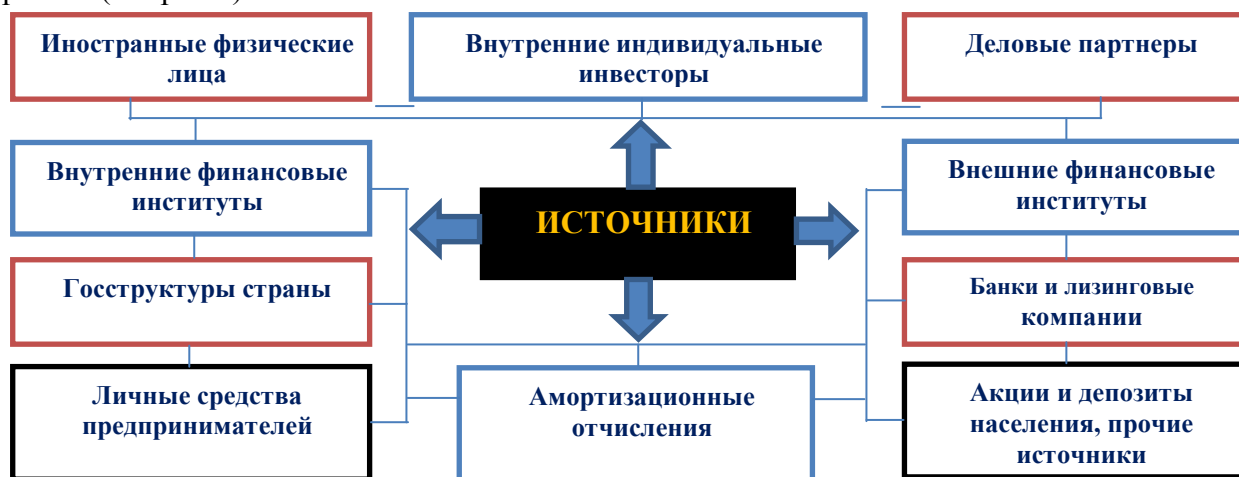 Иностранные физические
лица
Внутренние индивидуальные
инвесторы
Деловые партнеры
Внутренние финансовые
институты
ИСТОЧНИКИ
Внешние финансовые
институты
Госструктуры страны
Банки и лизинговые
компании
Личные средства
предпринимателей
Амортизационные
отчисления
Акции и депозиты
населения, прочие
источники